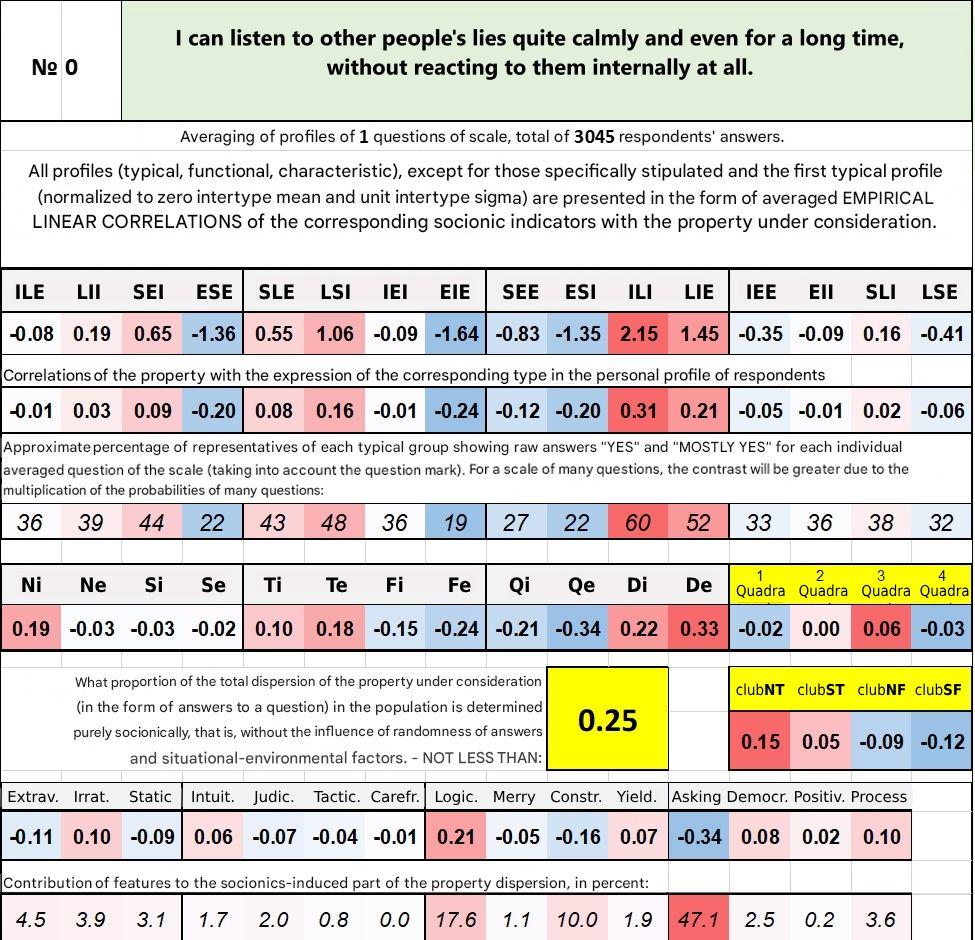 № 0
I can listen to other people's lies quite calmly and even for a long time,
without reacting to them internally at all.
Averaging of profiles of 1 questions of scale, total of 3045 respondents' answers.
All profiles (typical, functional, characteristic), except for those specifically stipulated and the first typical profile
(normalized to zero intertype mean and unit intertype sigma) are presented in the form of averaged EMPIRICAL
LINEAR CORRELATIONS of the corresponding socionic indicators with the property under consideration.
ILE LII SEI ESE SLE LSI IEI EIE SEE ESI ILI LIE IEE EII SLI LSE
-0.08 0.19 0.65 -1.36 0.55 1.06 -0.09 -1.64 -0.83 -1.35 2.15 1.45 -0.35 -0.09 0.16 -0.41
Correlations of the property with the expression of the corresponding type in the personal profile of respondents
-0.01 0.03 0.09 -0.20 0.08 0.16 -0.01 -0.24 -0.12 -0.20 0.31 0.21 -0.05 -0.01 0.02 -0.06
Approximate percentage of representatives of each typical group showing raw answers "YES" and "MOSTLY YES" for each individual
averaged question of the scale (taking into account the question mark). For a scale of many questions, the contrast will be greater due to the
multiplication of the probabilities of many questions:
36 39 44 22 43 48 36 19 27 22 60 52 33 36 38 32
Ni Ne Si Se Ti Te Fi Fe Qi Qe Di De 1 Quadra 2 Quadra 3 Quadra 4 Quadra
0.19 -0.03 -0.03 -0.02 0.10 0.18 -0.15 -0.24 -0.21 -0.34 0.22 0.33 -0.02 0.00 0.06 -0.03
What proportion of the total dispersion of the property under consideration
(in the form of answers to a question) in the population is determined
purely socionically, that is, without the influence of randomness of answers
and situational-environmental factors. - NOT LESS THAN:
0.25
clubNT clubST clubNF clubSF
0.15 0.05 -0.09 -0.12
Extrav. Irrat. Static Intuit. Judic. Tactic. Carefr. Logic. Merry Constr. Yield. Asking Democr. Positiv. Process
-0.11 0.10 -0.09 0.06 -0.07 -0.04 -0.01 0.21 -0.05 -0.16 0.07 -0.34 0.08 0.02 0.10
Contribution of features to the socionics-induced part of the property dispersion, in percent:
4.5 3.9 3.1 1.7 2.0 0.8 0.0 17.6 1.1 10.0 1.9 47.1 2.5 0.2 3.6